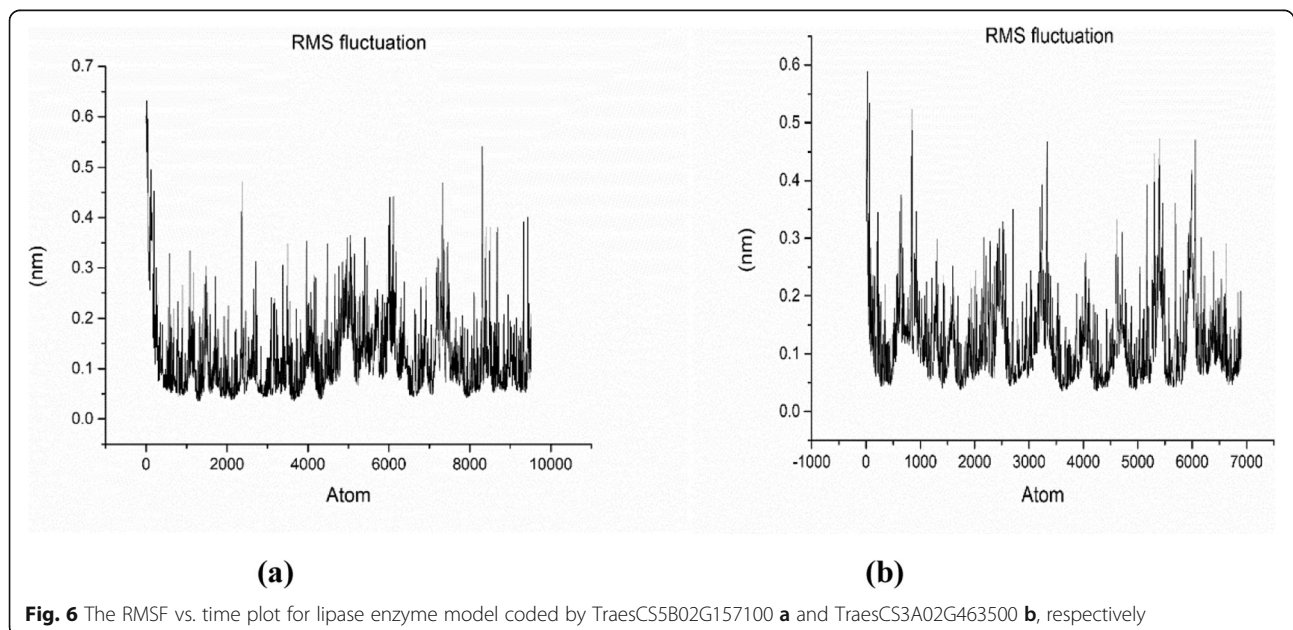 RMS fluctuation
0.7
0.6
0.5
0.4
0.3
0.2
0.1
0.0
(nm)
0 2000 4000 6000 8000 10000
Atom
(a)
RMS fluctuation
0.6
0.5
0.4
0.3
0.2
0.1
0.0
(nm)
-1000 0 1000 2000 3000 4000 5000 6000 7000
Atom
(b)
Fig. 6 The RMSF vs. time plot for lipase enzyme model coded by TraesCS5B02G157100 a and TraesCS3A02G463500 b, respectively